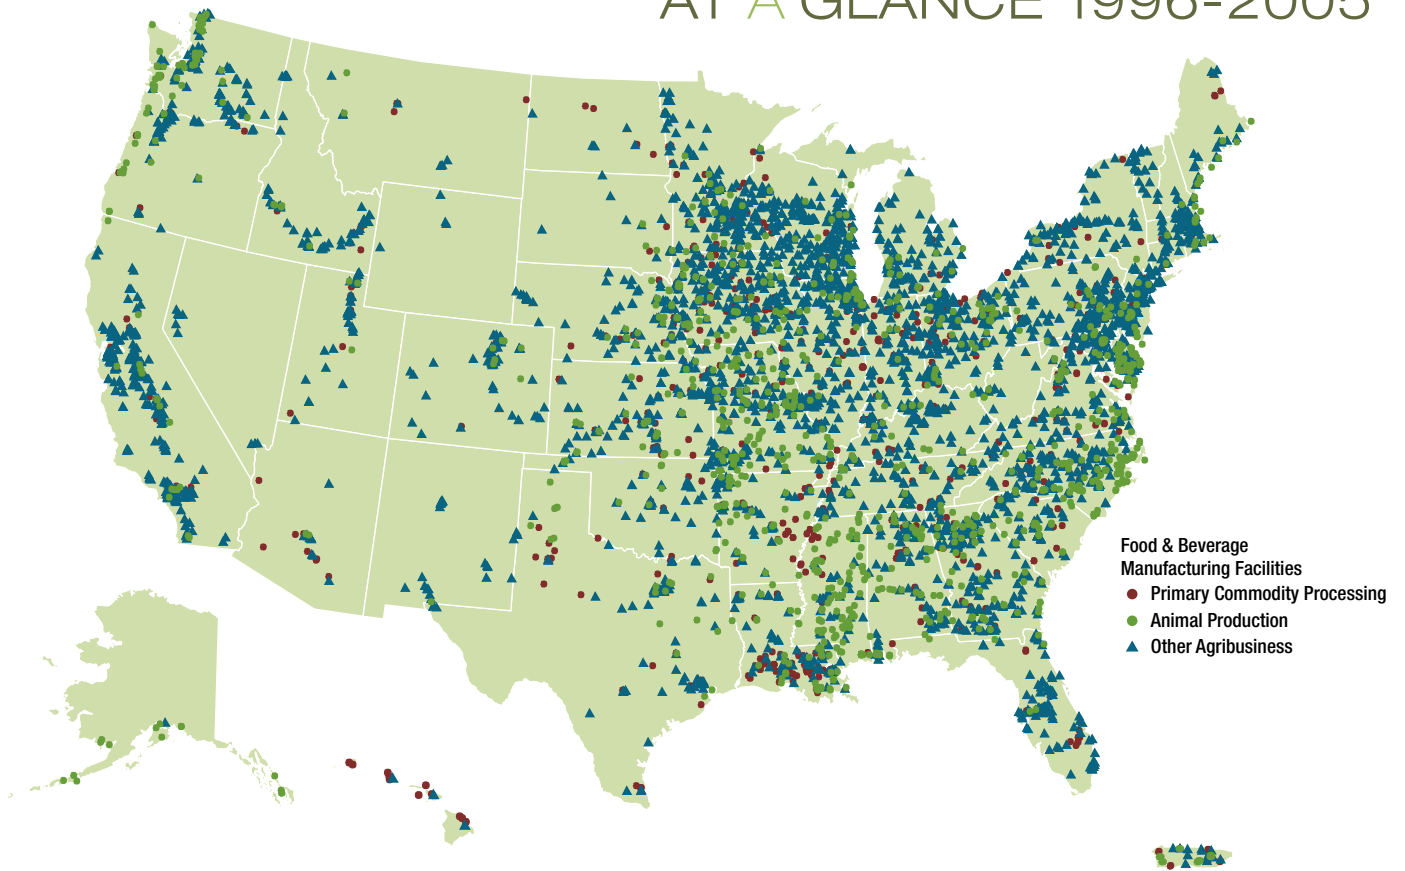 AT A GLANCE 1996-2005
Food & Beverage
Manufacturing Facilities
Primary Commodity Processing
Animal Production
Other Agribusiness